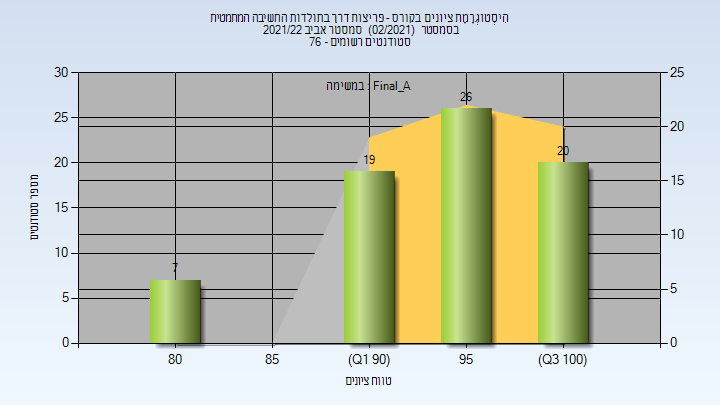 הִיסְטוֹגְרָמַת ציונים בקורס - פריצות דרך בתולדות החשיבה המתמטית
בסמסטר (02/2021) סמסטר אביב 2021/22
סטודנטים רשומים - 76
במשימה : Final_A
30
25
20
15
10
5
0
25
20
15
10
5
0
מספר סטודנטים
7
19
26
20
80
85
(Q1 90)
95
(Q3 100)
טווח ציונים